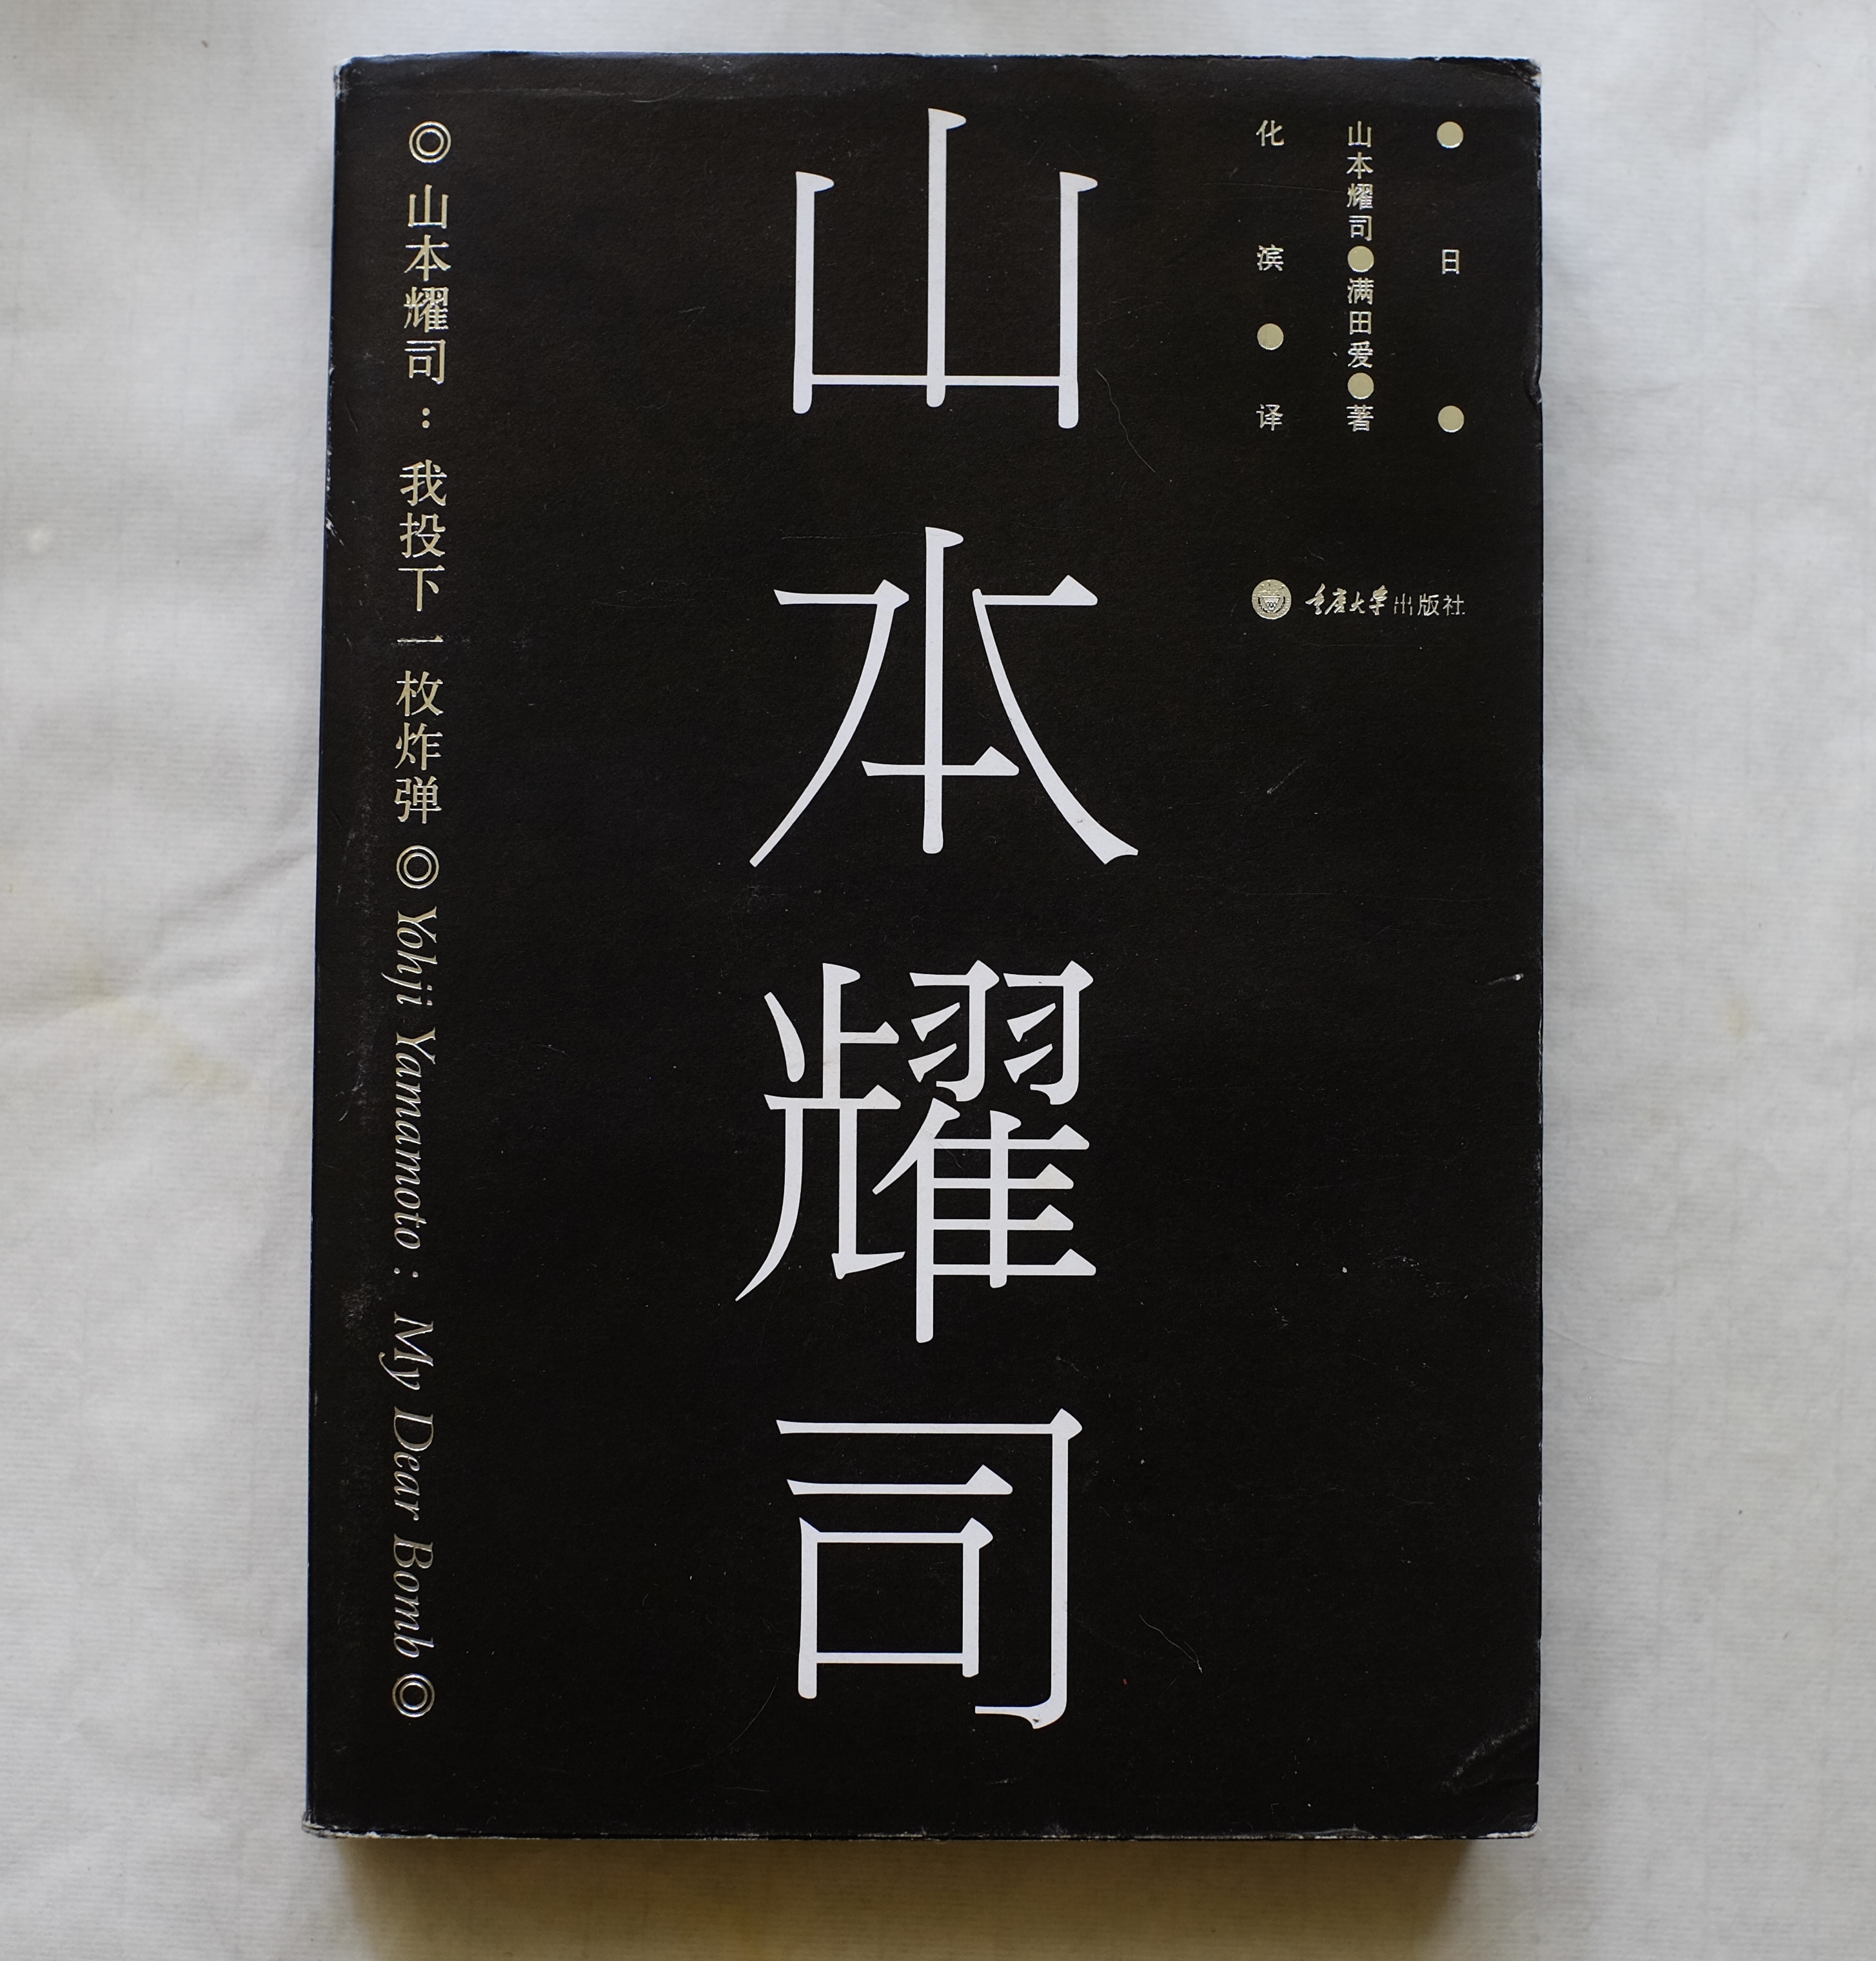 ●日●
山本耀司●满田爱●著
化滨●译
重庆大学出版社
山本耀司
◎山本耀司：我投下一枚炸弹◎Yohji Yamamoto: My Dear Bomb◎